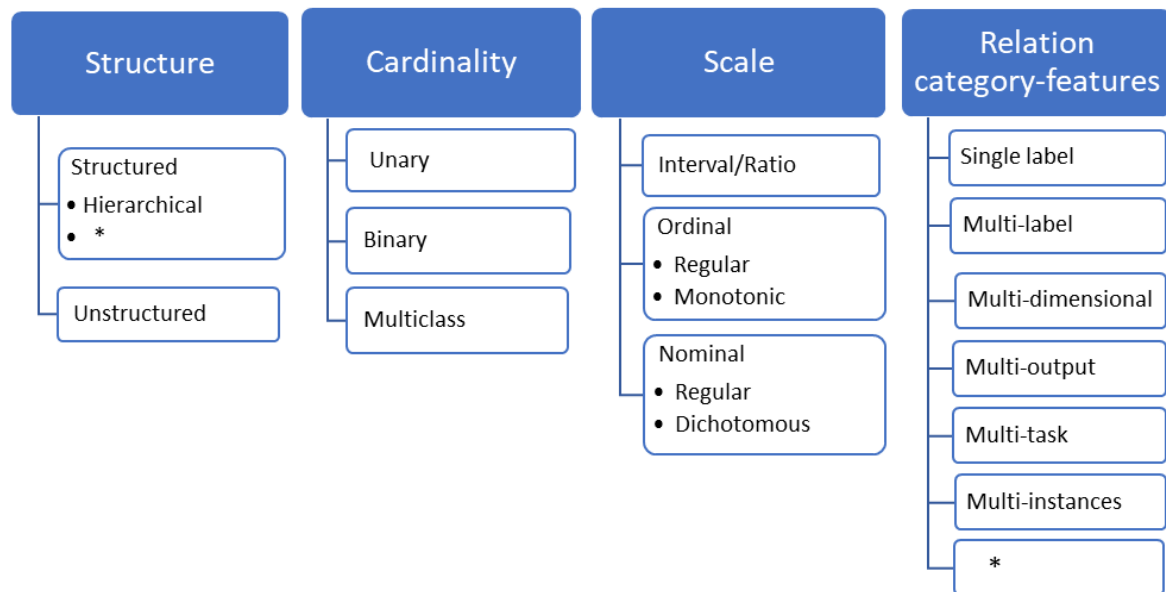 Structure
Structured
• Hierarchical
• *
Unstructured
Cardinality
Unary
Binary
Multiclass
Scale
Interval/Ratio
Ordinal
• Regular
• Monotonic
Nominal
• Regular
• Dichotomous
Relation
category-features
Single label
Multi-label
Multi-dimensional
Multi-output
Multi-task
Multi-instances
*